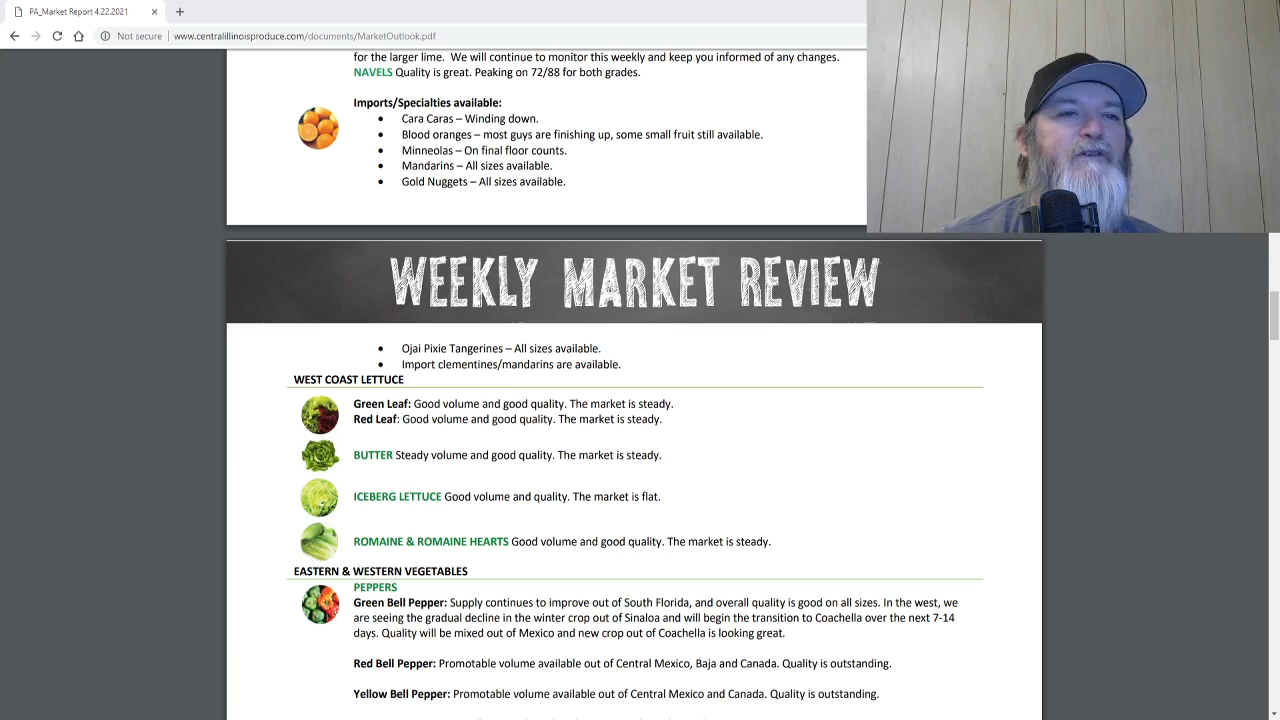 PA_Market Report 4.22.2021
Not secure | www.centralillinoisproduce.com/documents/MarketOutlook.pdf
for the larger lime. We will continue to monitor this weekly and keep you informed of any changes.
NAVELS Quality is great. Peaking on 72/88 for both grades.
Imports/Specialties available:
• Cara Caras – Winding down.
• Blood oranges – most guys are finishing up, some small fruit still available.
• Minneolas – On final floor counts.
• Mandarins – All sizes available.
• Gold Nuggets – All sizes available.
WEEKLY MARKET REVIEW
• Ojai Pixie Tangerines – All sizes available.
• Import clementines/mandarins are available.
WEST COAST LETTUCE
Green Leaf: Good volume and good quality. The market is steady.
Red Leaf: Good volume and good quality. The market is steady.
BUTTER Steady volume and good quality. The market is steady.
ICEBERG LETTUCE Good volume and quality. The market is flat.
ROMAINE & ROMAINE HEARTS Good volume and good quality. The market is steady.
EASTERN & WESTERN VEGETABLES
PEPPERS
Green Bell Pepper: Supply continues to improve out of South Florida, and overall quality is good on all sizes. In the west, we
are seeing the gradual decline in the winter crop out of Sinaloa and will begin the transition to Coachella over the next 7-14
days. Quality will be mixed out of Mexico and new crop out of Coachella is looking great.
Red Bell Pepper: Promotable volume available out of Central Mexico, Baja and Canada. Quality is outstanding.
Yellow Bell Pepper: Promotable volume available out of Central Mexico and Canada. Quality is outstanding.